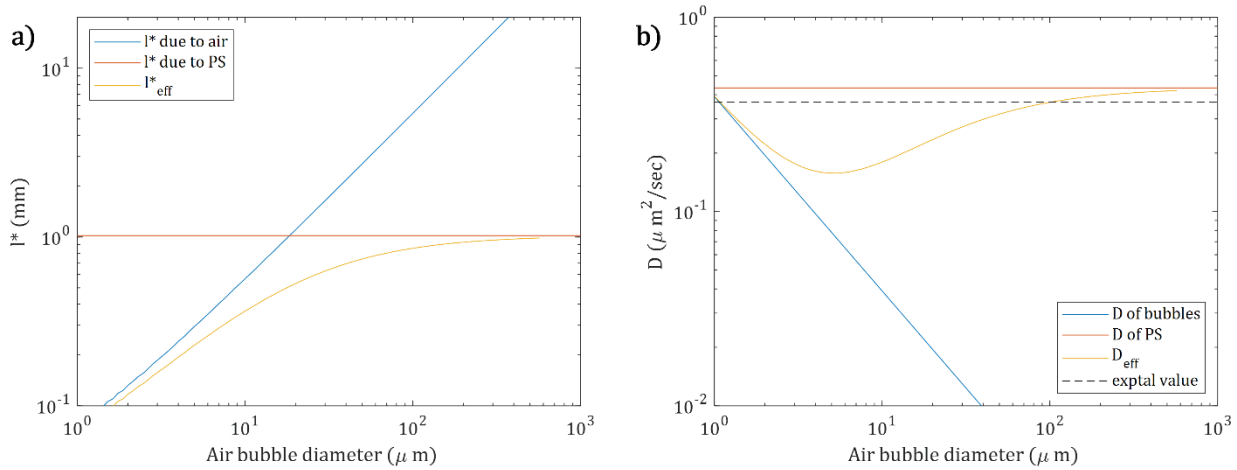 a)
l* due to air
l* due to PS
l*eff
10^1
10^0
10^-1
l* (mm)
10^0
10^1
10^2
10^3
Air bubble diameter (μ m)
b)
10^0
10^-1
10^-2
D (μ m^2/sec)
D of bubbles
D of PS
D_eff
exptal value
10^0
10^1
10^2
10^3
Air bubble diameter (μ m)